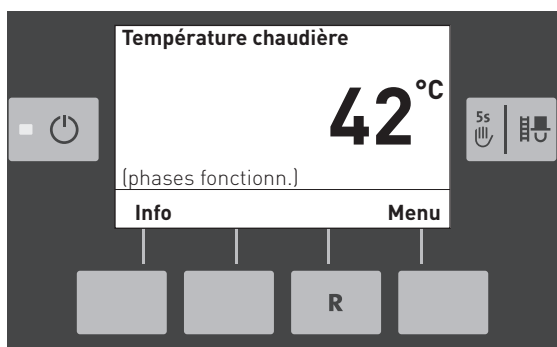 Température chaudière
42°C
5s
(phases fonctionn.)
Info Menu
R